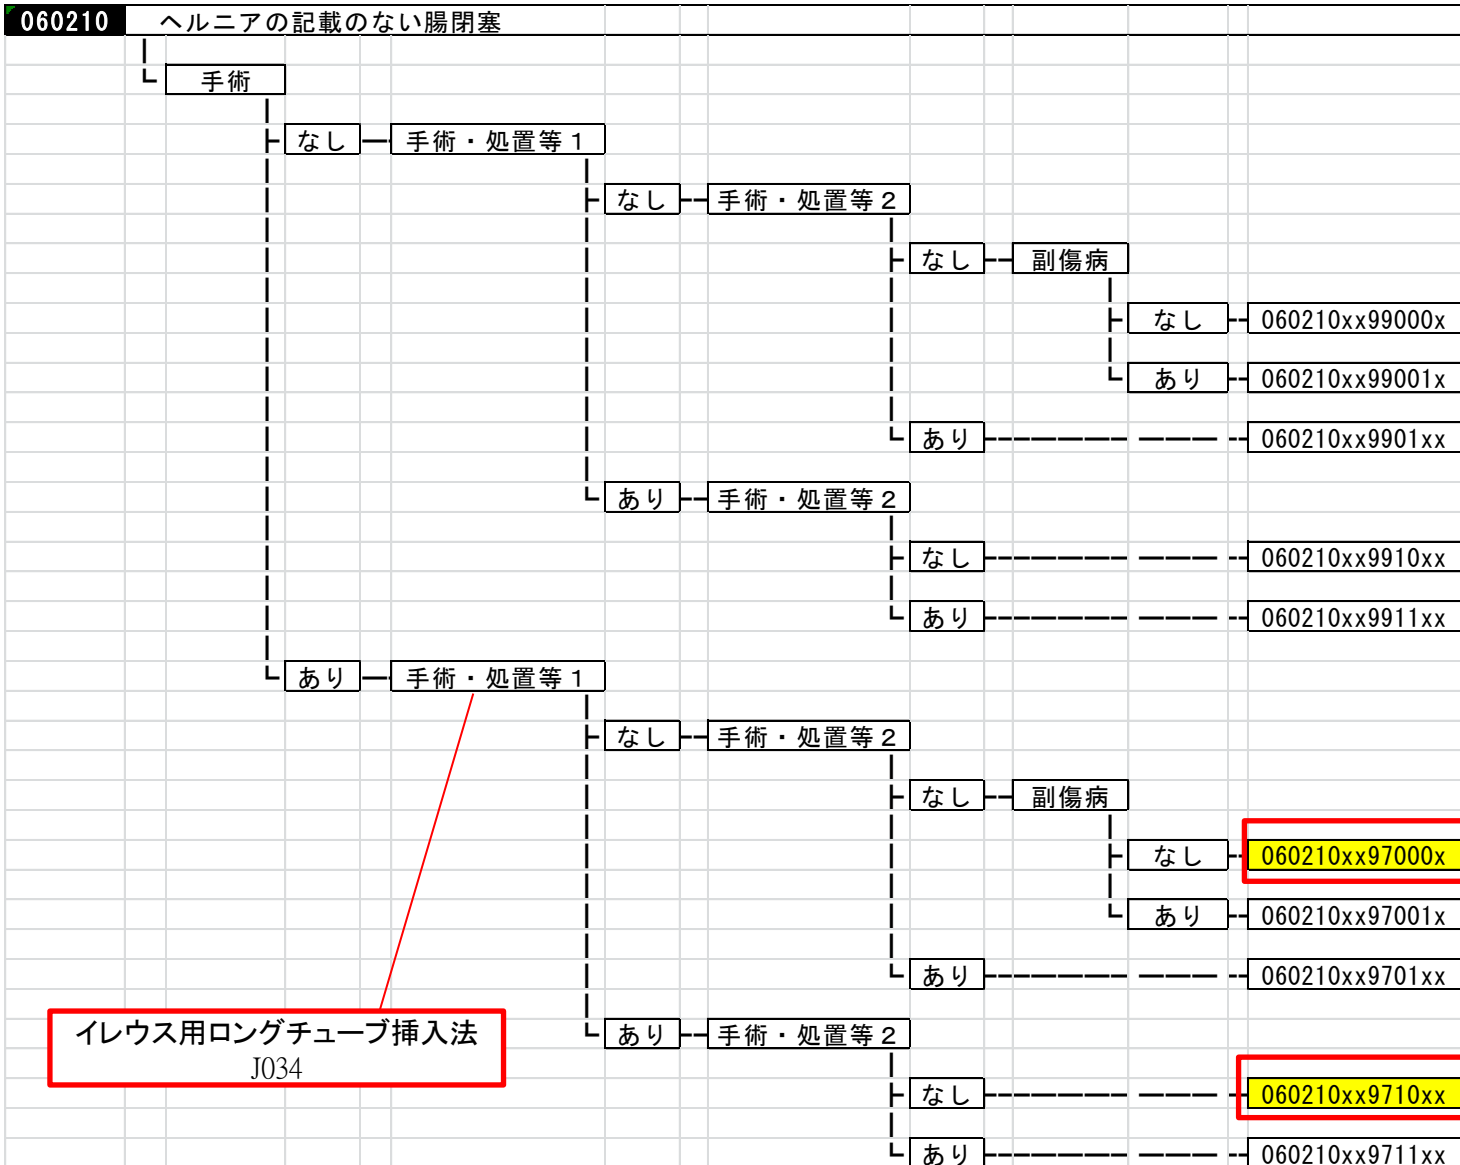 060210 ヘルニアの記載のない腸閉塞
手術
なし 手術・処置等1
なし 手術・処置等2
なし 副傷病
なし 060210xx99000x
あり 060210xx99001x
あり 060210xx9901xx
あり 手術・処置等2
なし 060210xx9910xx
あり 060210xx9911xx
あり 手術・処置等1
なし 手術・処置等2
なし 副傷病
なし 060210xx97000x
あり 060210xx97001x
あり 060210xx9701xx
イレウス用ロングチューブ挿入法
J034
あり 手術・処置等2
なし 060210xx9710xx
あり 060210xx9711xx